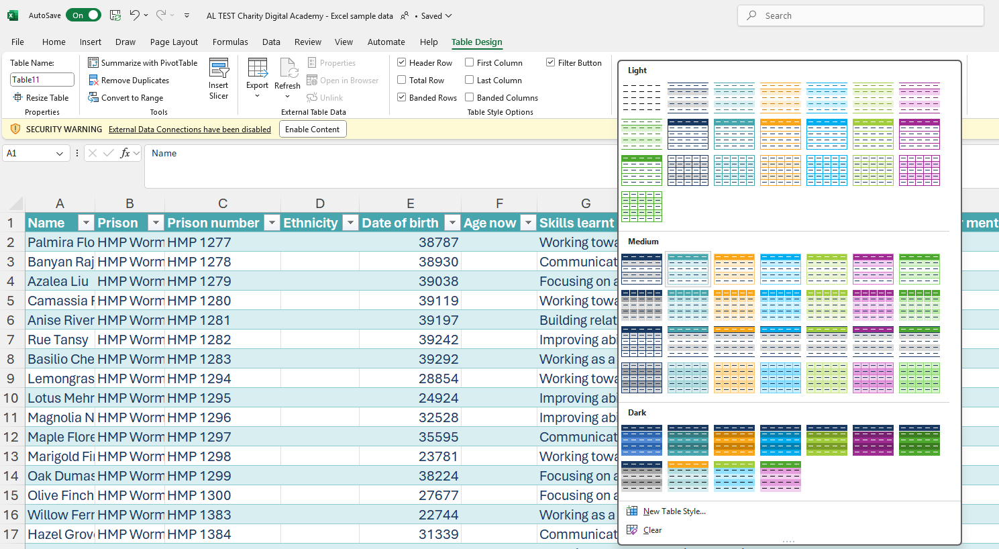 AutoSave On AL TEST Charity Digital Academy - Excel sample data • Saved Search
File Home Insert Draw Page Layout Formulas Data Review View Automate Help Table Design
Table Name:
Table11
Resize Table
Properties
Summarize with PivotTable
Remove Duplicates
Convert to Range
Tools
Insert
Slicer
Export
Refresh
Properties
Open in Browser
Unlink
External Table Data
Header Row First Column Filter Button
Total Row Last Column
Banded Rows Banded Columns
Table Style Options
SECURITY WARNING External Data Connections have been disabled Enable Content
A1 fx Name
A B C D E F G
1 Name Prison Prison number Ethnicity Date of birth Age now Skills learnt ment
2 Palmira Flo HMP Worm HMP 1277 38787 Working towa
3 Banyan Raj HMP Worm HMP 1278 38930 Communicat
4 Azalea Liu HMP Worm HMP 1279 39038 Focusing on a
5 Camassia F HMP Worm HMP 1280 39119 Working towa
6 Anise River HMP Worm HMP 1281 39197 Building relat
7 Rue Tansy HMP Worm HMP 1282 39242 Improving abi
8 Basilio Che HMP Worm HMP 1283 39292 Working as a
9 Lemongras HMP Worm HMP 1294 28854 Working towa
10 Lotus Mehr HMP Worm HMP 1295 24924 Improving abi
11 Magnolia N HMP Worm HMP 1296 32528 Improving abi
12 Maple Flore HMP Worm HMP 1297 35595 Communicat
13 Marigold Fi HMP Worm HMP 1298 23781 Working towa
14 Oak Dumas HMP Worm HMP 1299 38224 Focusing on a
15 Olive Finch HMP Worm HMP 1300 27677 Focusing on a
16 Willow Fern HMP Worm HMP 1383 22744 Working as a
17 Hazel Grov HMP Worm HMP 1384 31339 Communicat
Light
Medium
Dark
New Table Style...
Clear